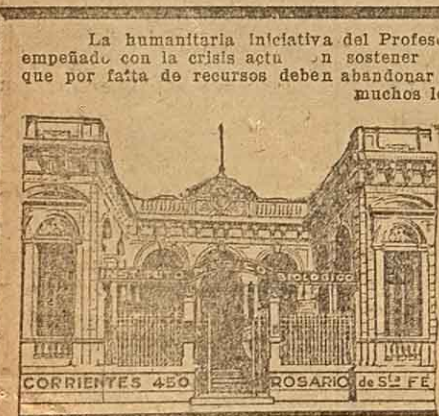 La humanitaria iniciativa del Profes
empeñado con la crisis actu n sostener
que por falta de recursos deben abandonar
muchos l
INSTITUTO BIOLOGICO
CORRIENTES 450 ROSARIO de Sta FE